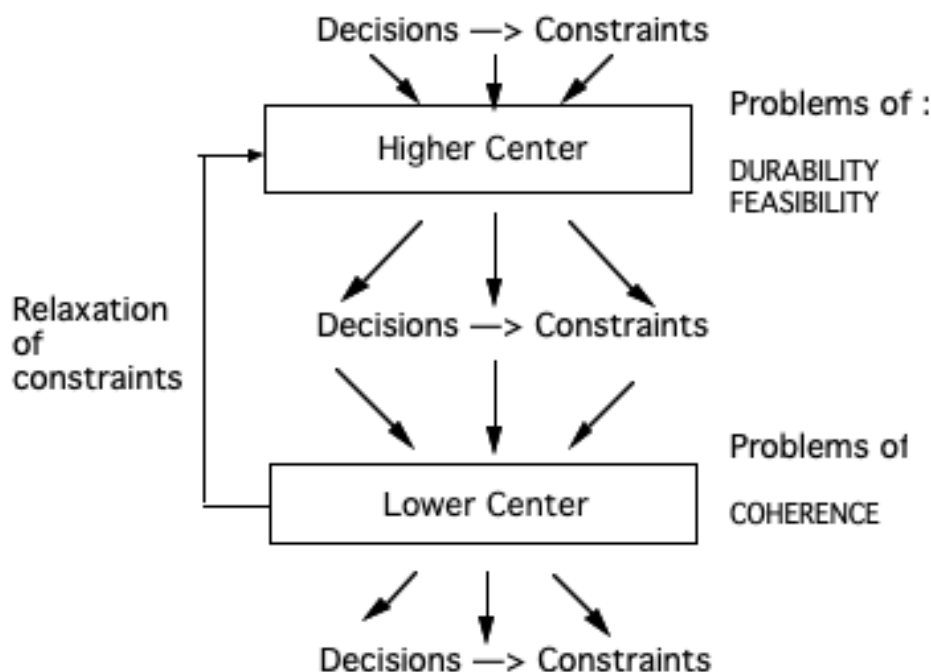 Decisions —> Constraints
Problems of :
Higher Center
DURABILITY
FEASIBILITY
Relaxation
of
constraints
Decisions —> Constraints
Problems of
Lower Center
COHERENCE
Decisions —> Constraints